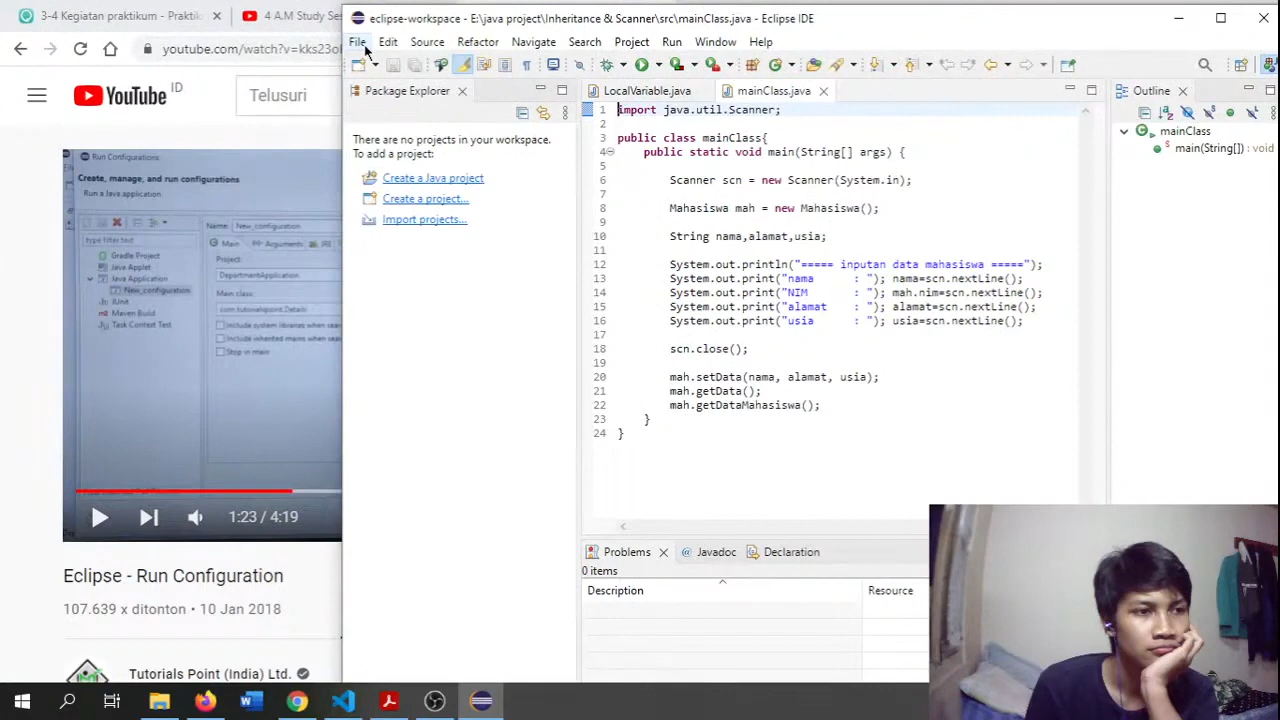 3-4 Kegiatan praktikum - Prakti
4 A.M Study Ses
youtube.com/watch?v=kks23ol
YouTube ID
Telusuri
Run Configurations
Create, manage, and run configurations
Run a Java application
type filter text
Gradle Project
Java Applet
Java Application
New_configuration
JUnit
Maven Build
Task Context Test
Name: New_configuration
Main
Arguments
Project:
DepartmentApplication
Main class:
com.tutorialspoint.Details
Include system libraries when sear
Include inherited mains when sear
Stop in main
1:23 / 4:19
Eclipse - Run Configuration
107.639 x ditonton • 10 Jan 2018
Tutorials Point (India) Ltd.
eclipse-workspace - E:\java project\Inheritance & Scanner\src\mainClass.java - Eclipse IDE
File Edit Source Refactor Navigate Search Project Run Window Help
Package Explorer
There are no projects in your workspace.
To add a project:
Create a Java project
Create a project...
Import projects...
LocalVariable.java
mainClass.java
1 import java.util.Scanner;
2
3 public class mainClass{
4 public static void main(String[] args) {
5
6 Scanner scn = new Scanner(System.in);
7
8 Mahasiswa mah = new Mahasiswa();
9
10 String nama,alamat,usia;
11
12 System.out.println("===== inputan data mahasiswa =====");
13 System.out.print("nama : "); nama=scn.nextLine();
14 System.out.print("NIM : "); mah.nim=scn.nextLine();
15 System.out.print("alamat : "); alamat=scn.nextLine();
16 System.out.print("usia : "); usia=scn.nextLine();
17
18 scn.close();
19
20 mah.setData(nama, alamat, usia);
21 mah.getData();
22 mah.getDataMahasiswa();
23 }
24 }
Outline
mainClass
main(String[]) : void
Problems
@ Javadoc
Declaration
0 items
Description
Resource